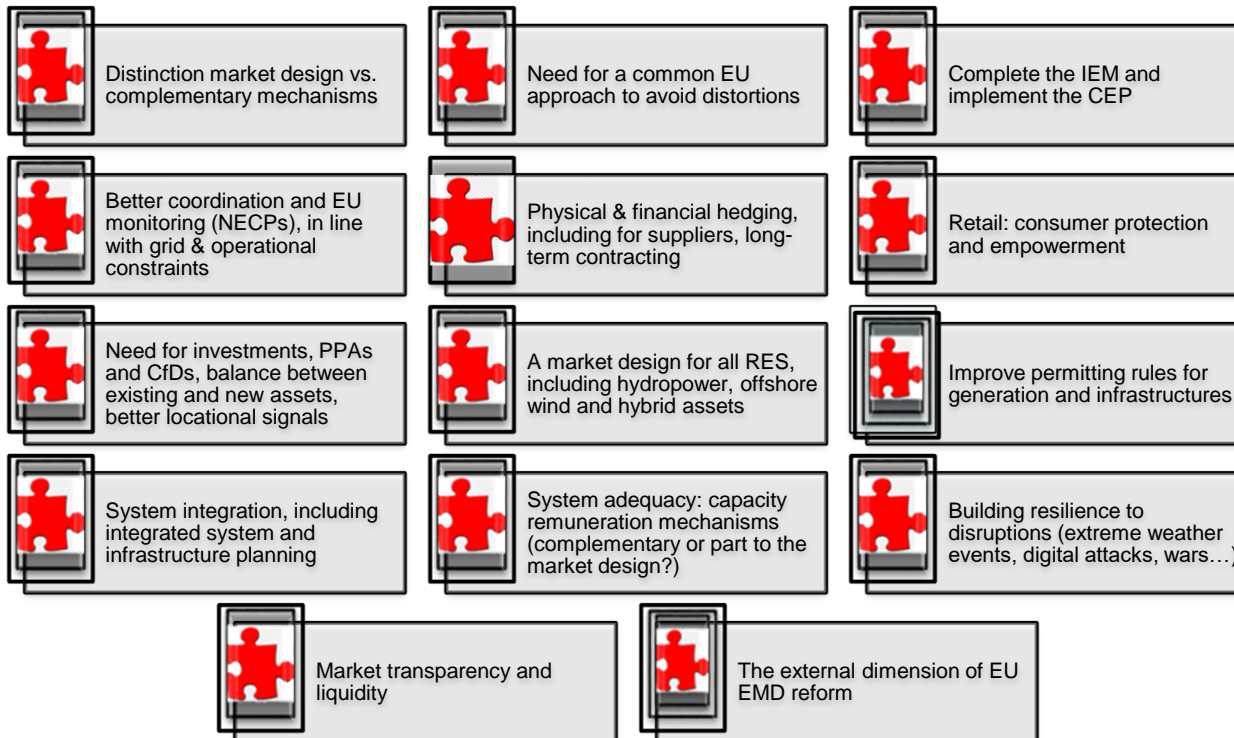 Distinction market design vs.
complementary mechanisms
Need for a common EU
approach to avoid distortions
Complete the IEM and
implement the CEP
Better coordination and EU
monitoring (NECPs), in line
with grid & operational
constraints
Physical & financial hedging,
including for suppliers, long-
term contracting
Retail: consumer protection
and empowerment
Need for investments, PPAs
and CfDs, balance between
existing and new assets,
better locational signals
A market design for all RES,
including hydropower, offshore
wind and hybrid assets
Improve permitting rules for
generation and infrastructures
System integration, including
integrated system and
infrastructure planning
System adequacy: capacity
remuneration mechanisms
(complementary or part to the
market design?)
Building resilience to
disruptions (extreme weather
events, digital attacks, wars…)
Market transparency and
liquidity
The external dimension of EU
EMD reform